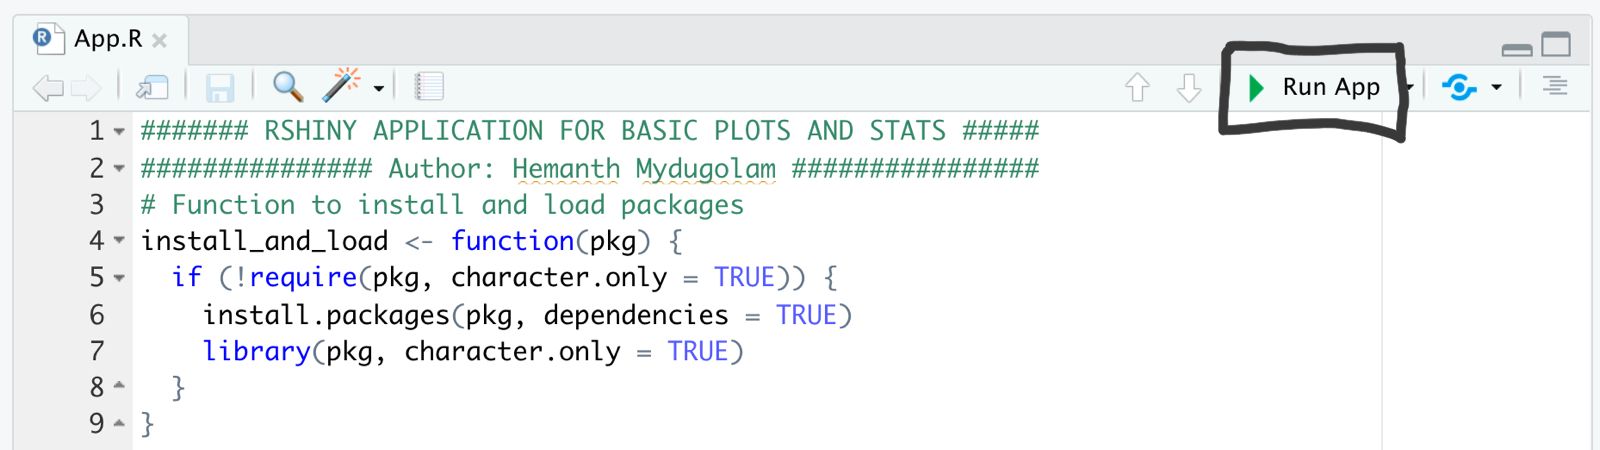 App.R
Run App
1 ####### RSHINY APPLICATION FOR BASIC PLOTS AND STATS #####
2 ############### Author: Hemanth Mydugolam ################
3 # Function to install and load packages
4 install_and_load <- function(pkg) {
5   if (!require(pkg, character.only = TRUE)) {
6     install.packages(pkg, dependencies = TRUE)
7     library(pkg, character.only = TRUE)
8   }
9 }